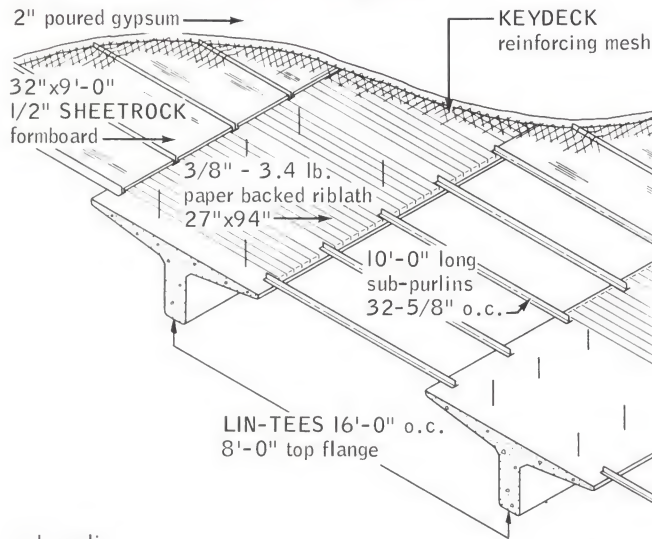 2" poured gypsum
KEYDECK
reinforcing mesh
32"x9'-0"
1/2" SHEETROCK
formboard
3/8" - 3.4 lb.
paper backed riblath
27"x94"
10'-0" long
sub-purlins
32-5/8" o.c.
LIN-TEES 16'-0" o.c.
8'-0" top flange